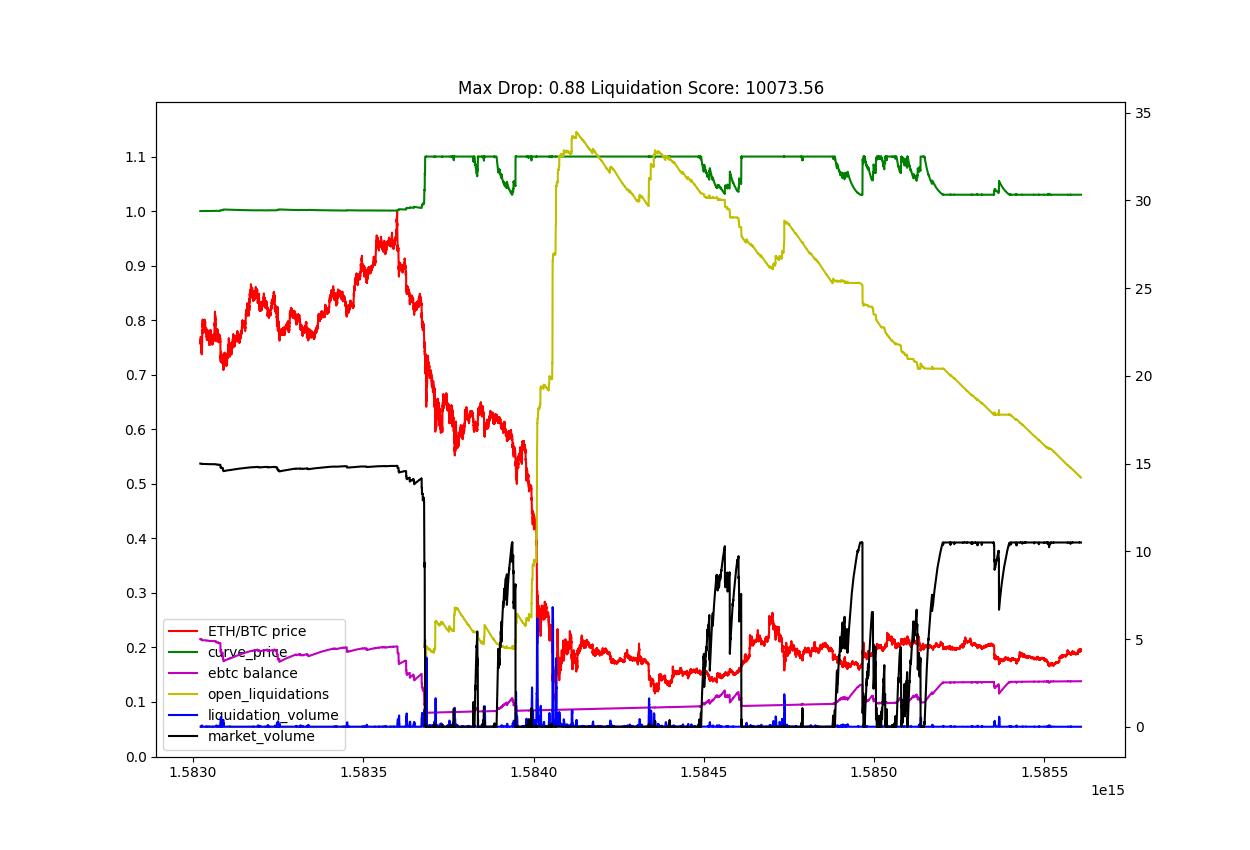 Max Drop: 0.88 Liquidation Score: 10073.56
1.1
1.0
0.9
0.8
0.7
0.6
0.5
0.4
0.3
0.2
0.1
0.0
35
30
25
20
15
10
5
0
ETH/BTC price
curve_price
ebtc balance
open_liquidations
liquidation_volume
market_volume
1.5830 1.5835 1.5840 1.5845 1.5850 1.5855
1e15